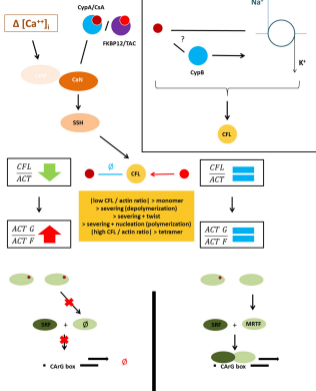 Δ [Ca⁺⁺]ᵢ
CypA/CsA
/
FKBP12/TAC
Na⁺
?
CypB
K⁺
CaN
SSH
CFL
CFL
ACT
Ø
CFL
CFL
ACT
|low CFL / actin ratio| > monomer
> severing (depolymerization)
> severing + twist
> severing + nucleation (polymerization)
|high CFL / actin ratio| > tetramer
ACT G
ACT F
ACT G
ACT F
SRF + Ø
SRF + MRTF
CArG box
Ø
CArG box